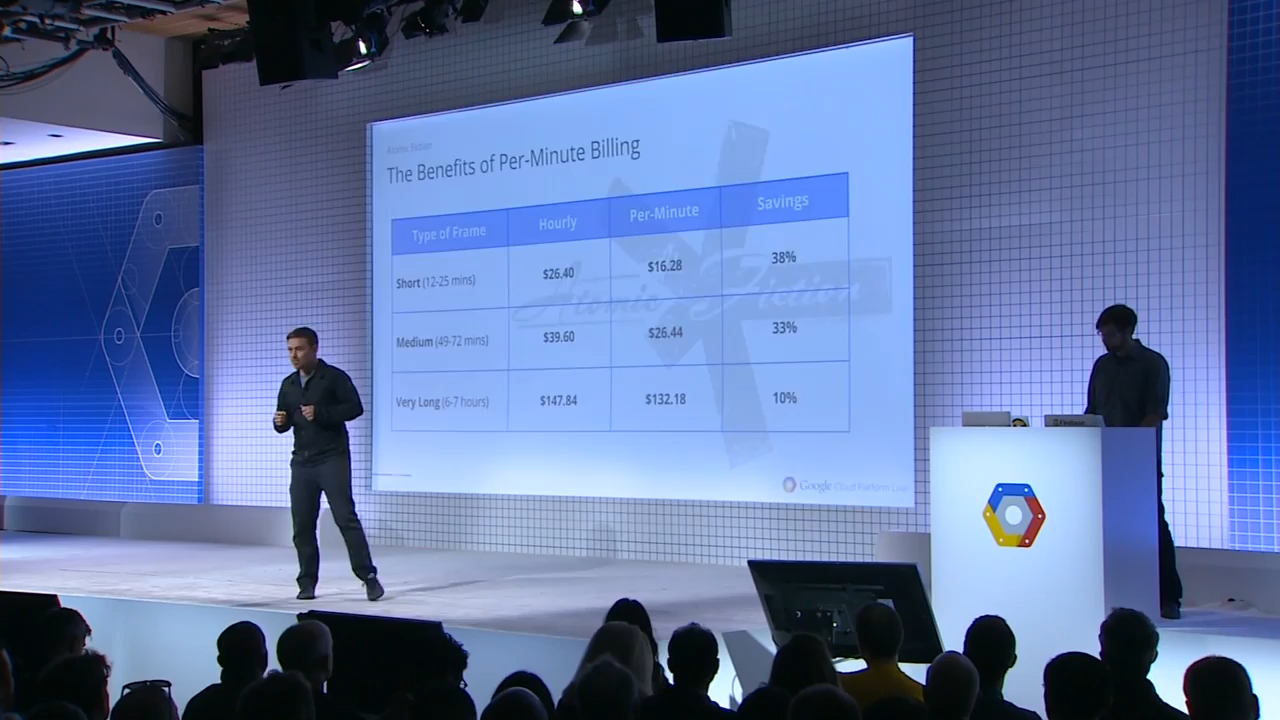 Atomic Fiction
The Benefits of Per-Minute Billing
Type of Frame Hourly Per-Minute Savings
Short (12-25 mins) $26.40 $16.28 38%
Medium (49-72 mins) $39.60 $26.44 33%
Very Long (6-7 hours) $147.84 $132.18 10%
Atomic Fiction
Google Cloud Platform Live